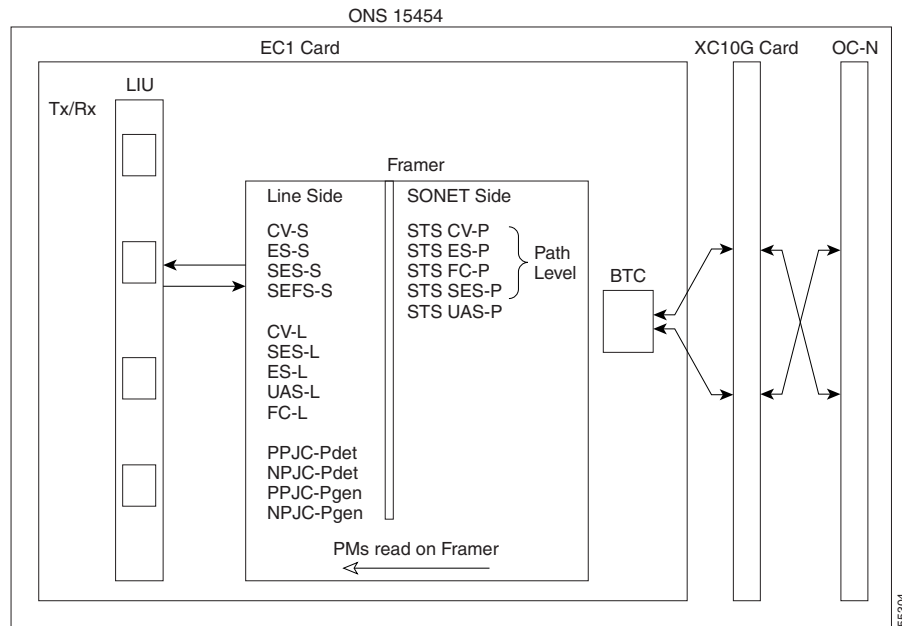 ONS 15454
EC1 Card
XC10G Card
OC-N
LIU
Tx/Rx
Framer
Line Side
SONET Side
CV-S
ES-S
SES-S
SEFS-S
CV-L
SES-L
ES-L
UAS-L
FC-L
PPJC-Pdet
NPJC-Pdet
PPJC-Pgen
NPJC-Pgen
STS CV-P
STS ES-P
STS FC-P
STS SES-P
STS UAS-P
Path
Level
BTC
PMs read on Framer
55304